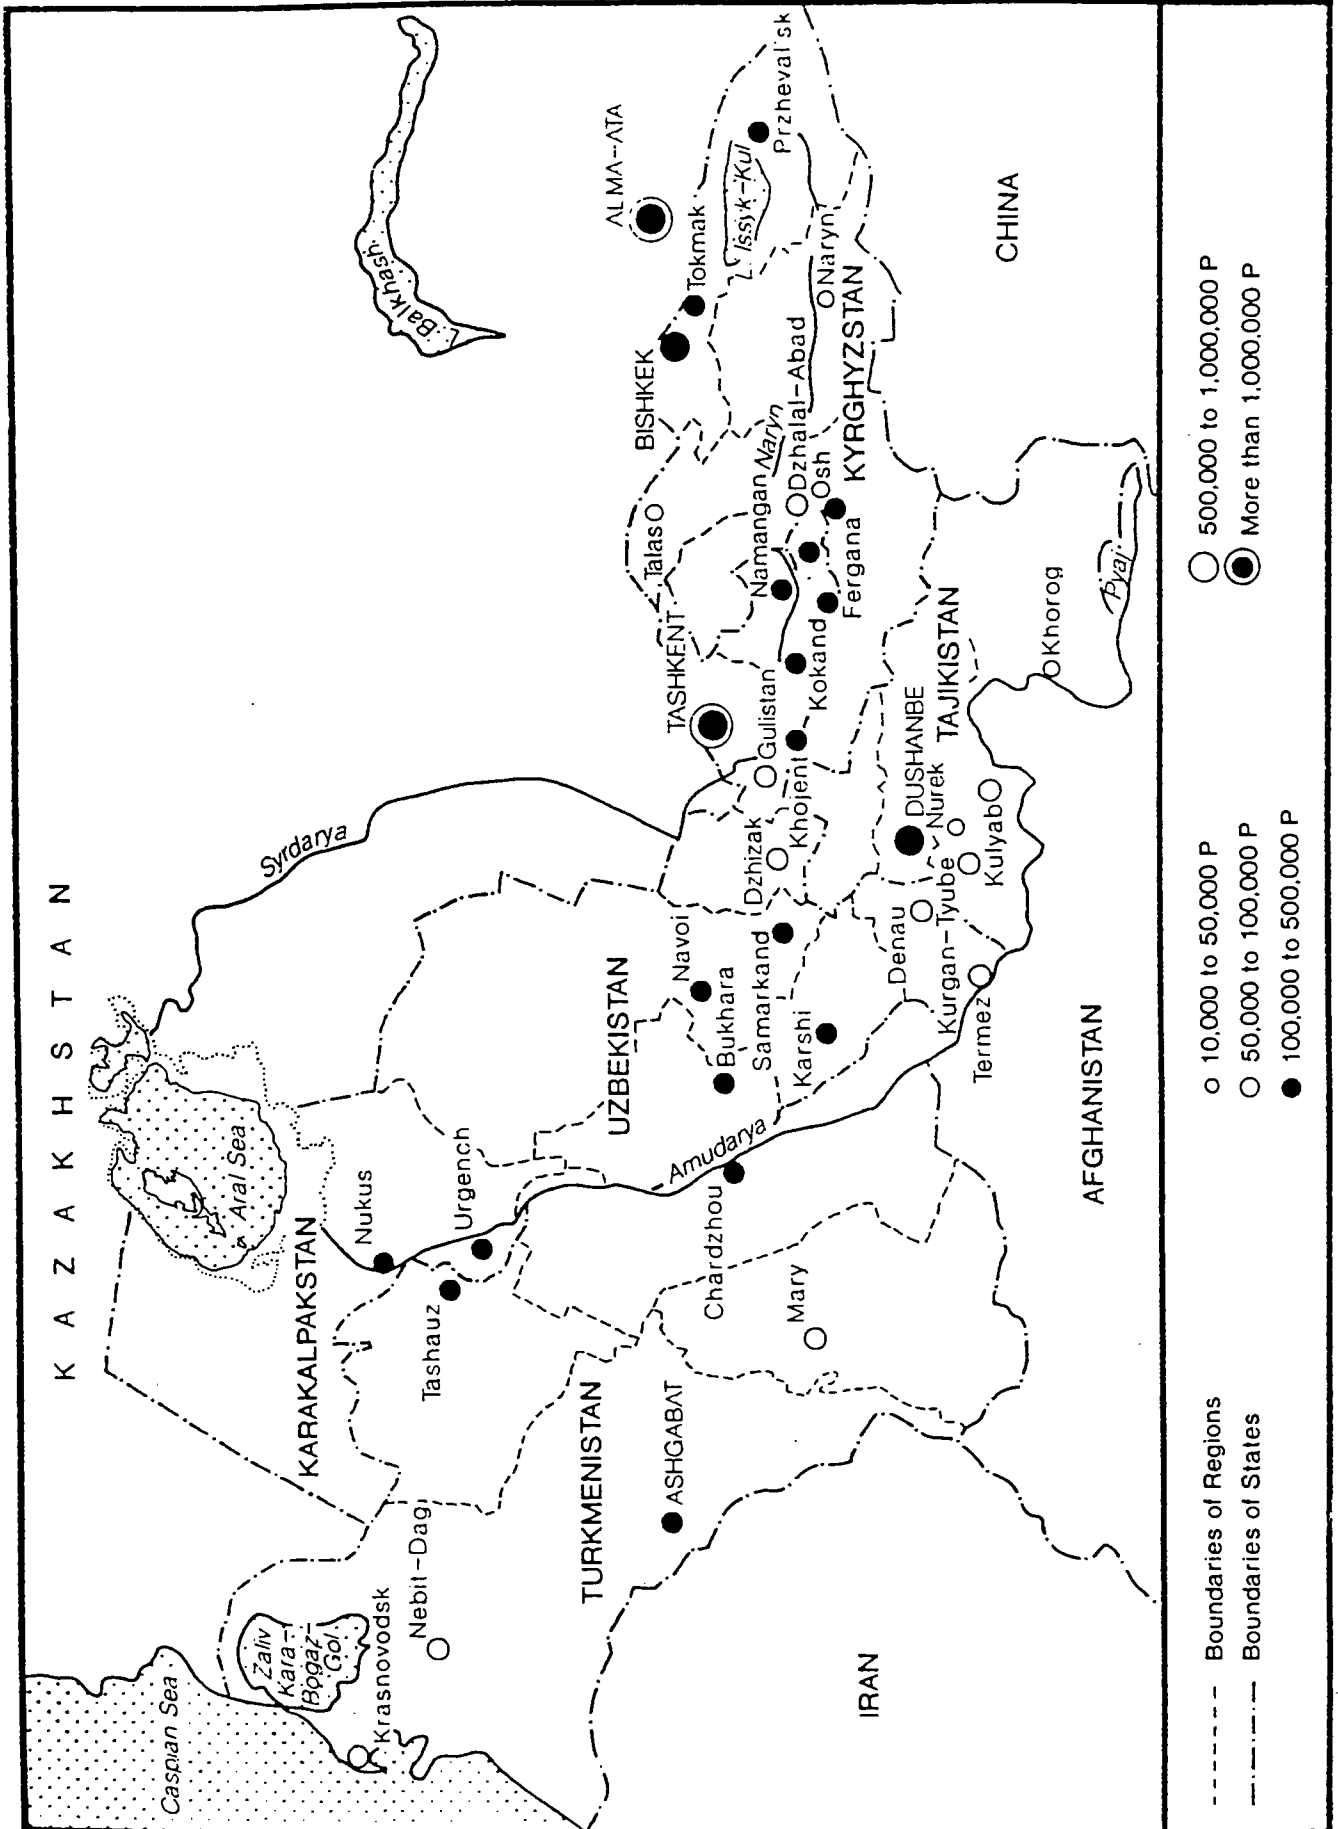 KAZAKHSTAN
Balkhash
Syrdarya
Aral Sea
Caspian Sea
Zaliv
Kara-
Bogaz-
Gol
Krasnovodsk
Nebit-Dag
KARAKALPAKSTAN
Nukus
Urgench
Tashauz
TURKMENISTAN
ASHGABAT
Mary
Chardzhou
Amudarya
UZBEKISTAN
Navoi
Bukhara
Samarkand
Karshi
Dzhizak
Gulistan
Khojent
TASHKENT
Kokand
Namangan
Fergana
Talas
BISHKEK
Tokmak
ALMA-ATA
L. Issyk-Kul
Przheval'sk
Naryn
Naryn
Dzhalal-Abad
Osh
KYRGHYZSTAN
CHINA
DUSHANBE
Nurek
TAJIKISTAN
Kulyab
Kurgan-Tyube
Denau
Termez
Khorog
Pyaj
AFGHANISTAN
IRAN
Boundaries of Regions
Boundaries of States
10,000 to 50,000 P
50,000 to 100,000 P
100,000 to 500,000 P
500,000 to 1,000,000 P
More than 1,000,000 P